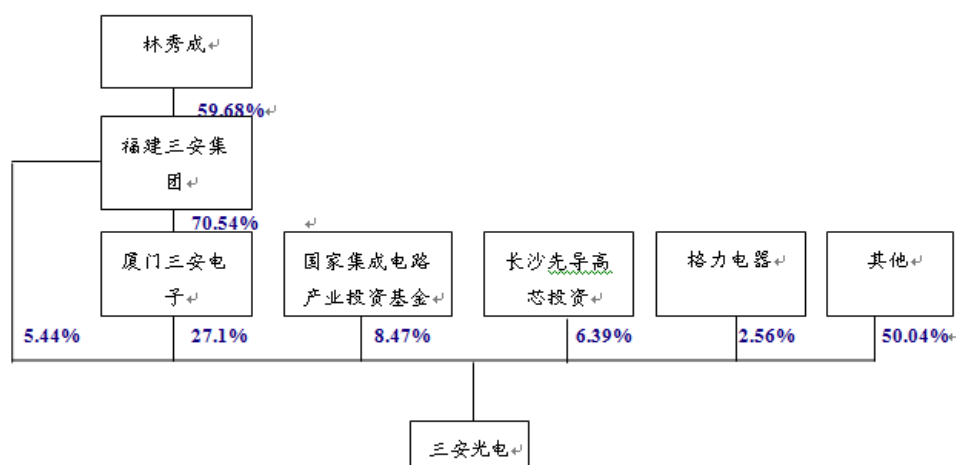 林秀成
59.68%
福建三安集
团
70.54%
厦门三安电
子
国家集成电路
产业投资基金
长沙先导高
芯投资
格力电器
其他
5.44%
27.1%
8.47%
6.39%
2.56%
50.04%
三安光电